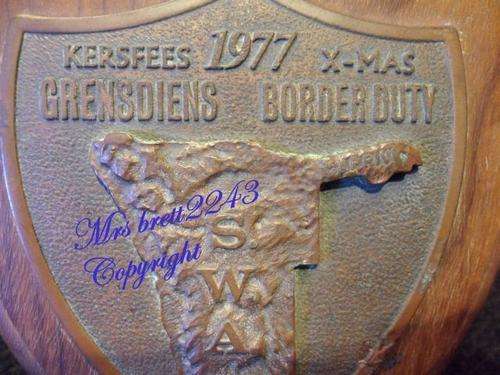 KERSFEES 1977 X-MAS
GRENSDIENS BORDER DUTY
Mrs brett2243
Copyright
S
W
A